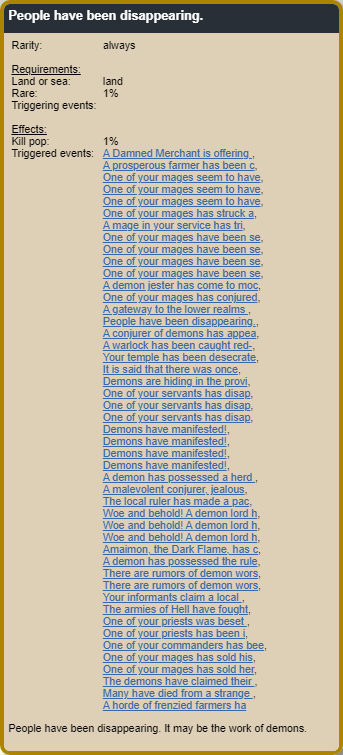 People have been disappearing.
Rarity: always
Requirements:
Land or sea: land
Rare: 1%
Triggering events:
Effects:
Kill pop: 1%
Triggered events: A Damned Merchant is offering ,
A prosperous farmer has been c,
One of your mages seem to have,
One of your mages seem to have,
One of your mages seem to have,
One of your mages has struck a,
A mage in your service has tri,
One of your mages have been se,
One of your mages have been se,
One of your mages have been se,
One of your mages have been se,
A demon jester has come to moc,
One of your mages has conjured,
A gateway to the lower realms ,
People have been disappearing.,
A conjurer of demons has appea,
A warlock has been caught red-,
Your temple has been desecrate,
It is said that there was once,
Demons are hiding in the provi,
One of your servants has disap,
One of your servants has disap,
One of your servants has disap,
Demons have manifested!,
Demons have manifested!,
Demons have manifested!,
Demons have manifested!,
A demon has possessed a herd ,
A malevolent conjurer, jealous,
The local ruler has made a pac,
Woe and behold! A demon lord h,
Woe and behold! A demon lord h,
Woe and behold! A demon lord h,
Amaimon, the Dark Flame, has c,
A demon has possessed the rule,
There are rumors of demon wors,
There are rumors of demon wors,
Your informants claim a local ,
The armies of Hell have fought,
One of your priests was beset ,
One of your priests has been i,
One of your commanders has bee,
One of your mages has sold his,
One of your mages has sold her,
The demons have claimed their ,
Many have died from a strange ,
A horde of frenzied farmers ha
People have been disappearing. It may be the work of demons.